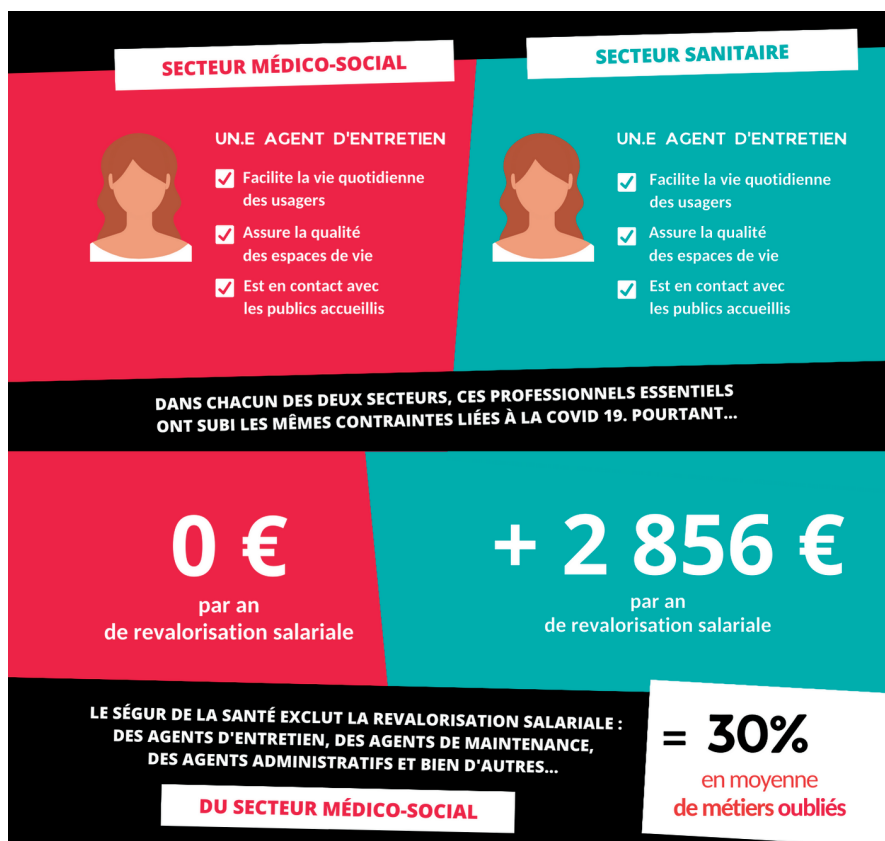 SECTEUR MÉDICO-SOCIAL
UN.E AGENT D'ENTRETIEN
Facilite la vie quotidienne
des usagers
Assure la qualité
des espaces de vie
Est en contact avec
les publics accueillis
SECTEUR SANITAIRE
UN.E AGENT D'ENTRETIEN
Facilite la vie quotidienne
des usagers
Assure la qualité
des espaces de vie
Est en contact avec
les publics accueillis
DANS CHACUN DES DEUX SECTEURS, CES PROFESSIONNELS ESSENTIELS
ONT SUBI LES MÊMES CONTRAINTES LIÉES À LA COVID 19. POURTANT...
0 €
par an
de revalorisation salariale
+ 2 856 €
par an
de revalorisation salariale
LE SÉGUR DE LA SANTÉ EXCLUT LA REVALORISATION SALARIALE :
DES AGENTS D'ENTRETIEN, DES AGENTS DE MAINTENANCE,
DES AGENTS ADMINISTRATIFS ET BIEN D'AUTRES...
DU SECTEUR MÉDICO-SOCIAL
= 30%
en moyenne
de métiers oubliés